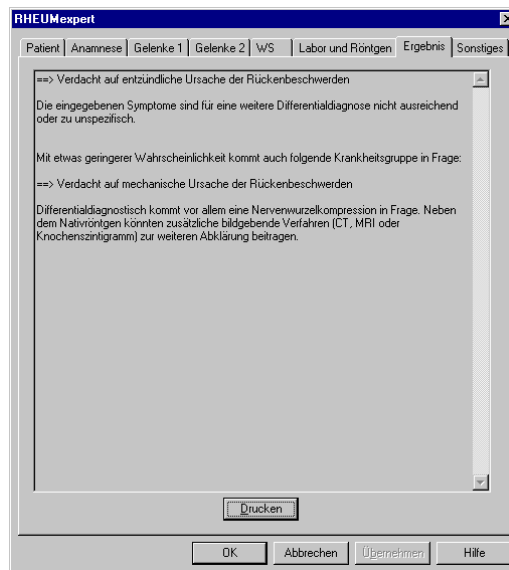 RHEUMexpert
Patient Anamnese Gelenke 1 Gelenke 2 WS Labor und Röntgen Ergebnis Sonstiges
==> Verdacht auf entzündliche Ursache der Rückenbeschwerden
Die eingegebenen Symptome sind für eine weitere Differentialdiagnose nicht ausreichend
oder zu unspezifisch.
Mit etwas geringerer Wahrscheinlichkeit kommt auch folgende Krankheitsgruppe in Frage:
==> Verdacht auf mechanische Ursache der Rückenbeschwerden
Differentialdiagnostisch kommt vor allem eine Nervenwurzelkompression in Frage. Neben
dem Nativröntgen könnten zusätzliche bildgebende Verfahren (CT, MRI oder
Knochenszintigramm) zur weiteren Abklärung beitragen.
Drucken
OK Abbrechen Übernehmen Hilfe